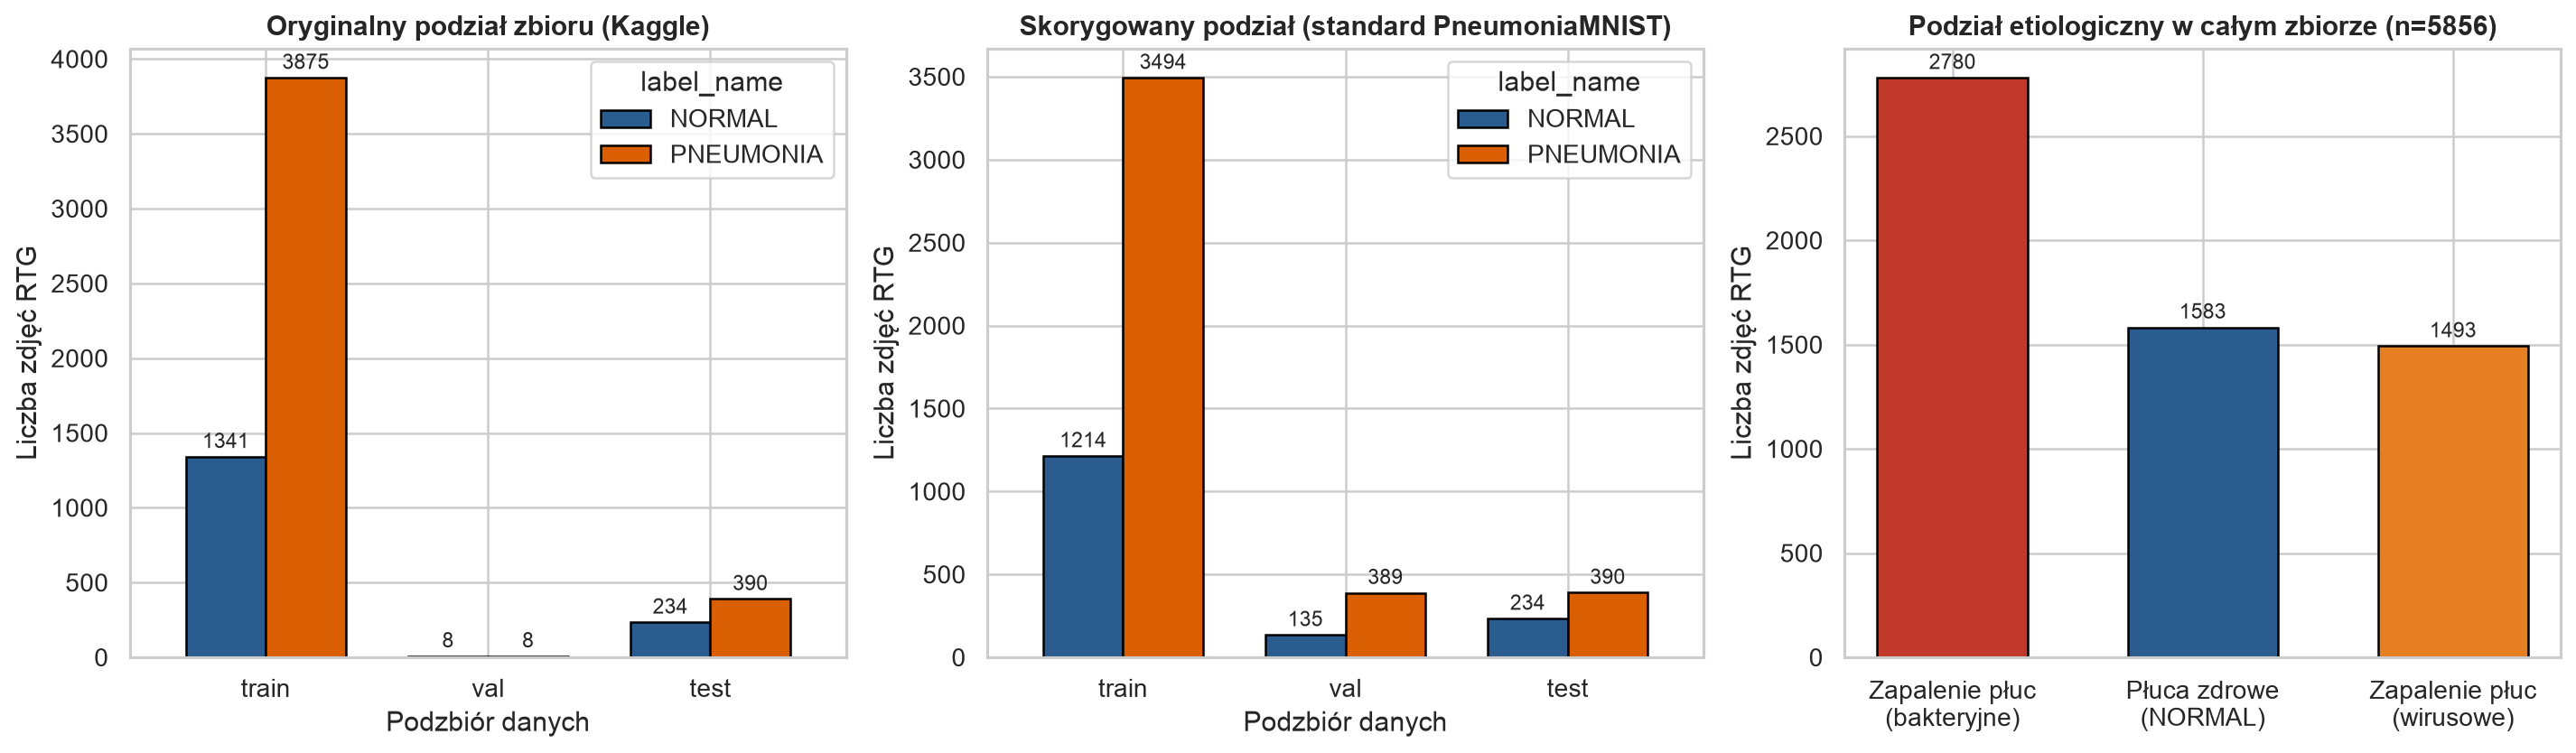 Oryginalny podział zbioru (Kaggle)
Liczba zdjęć RTG
4000
3500
3000
2500
2000
1500
1000
500
0
label_name
NORMAL
PNEUMONIA
1341
3875
8
8
234
390
train
val
test
Podzbiór danych
Skorygowany podział (standard PneumoniaMNIST)
Liczba zdjęć RTG
3500
3000
2500
2000
1500
1000
500
0
label_name
NORMAL
PNEUMONIA
1214
3494
135
389
234
390
train
val
test
Podzbiór danych
Podział etiologiczny w całym zbiorze (n=5856)
Liczba zdjęć RTG
2500
2000
1500
1000
500
0
2780
1583
1493
Zapalenie płuc
(bakteryjne)
Płuca zdrowe
(NORMAL)
Zapalenie płuc
(wirusowe)